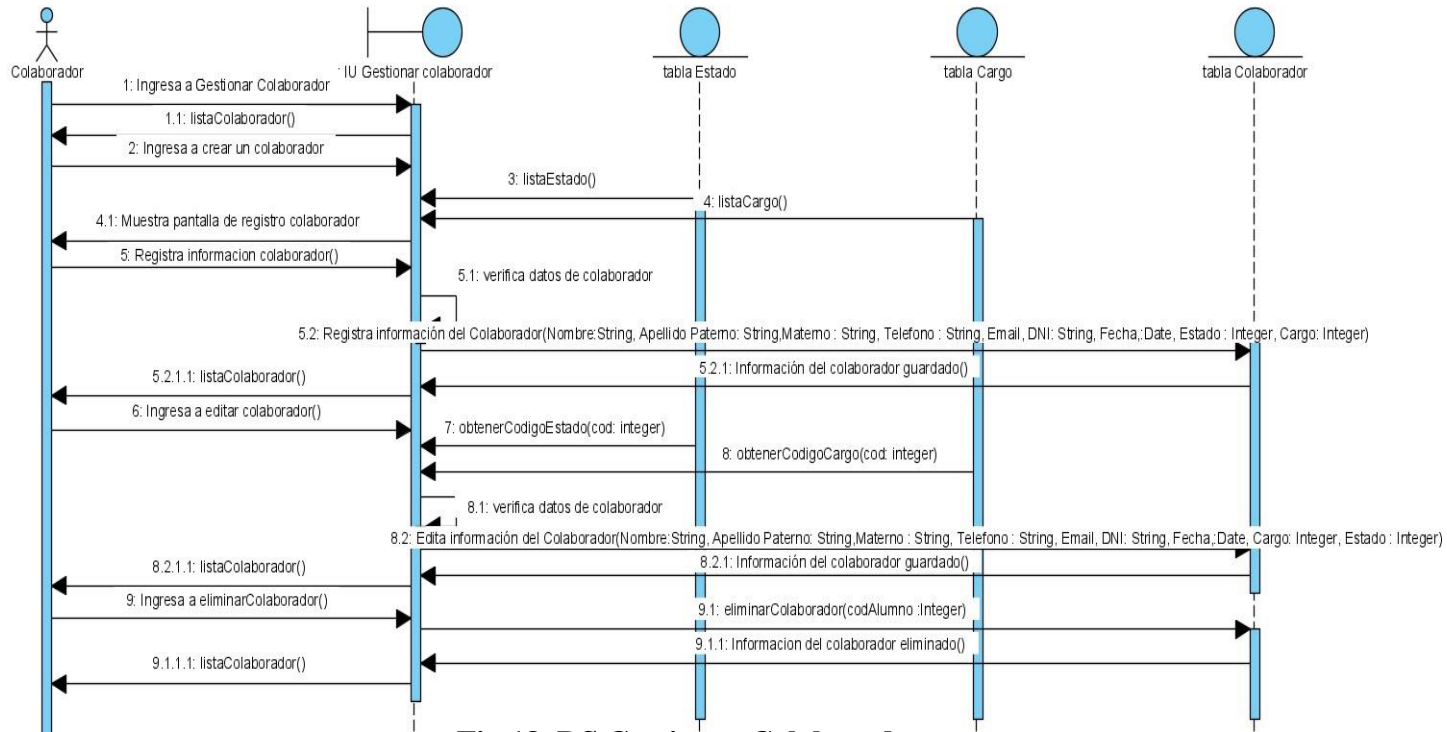 Colaborador
IU Gestionar colaborador
tabla Estado
tabla Cargo
tabla Colaborador
1: Ingresa a Gestionar Colaborador
1.1: listaColaborador()
2: Ingresa a crear un colaborador
3: listaEstado()
4: listaCargo()
4.1: Muestra pantalla de registro colaborador
5: Registra informacion colaborador()
5.1: verifica datos de colaborador
5.2: Registra información del Colaborador(Nombre:String, Apellido Paterno: String,Materno : String, Telefono : String, Email, DNI: String, Fecha,:Date, Estado : Integer, Cargo: Integer)
5.2.1: Información del colaborador guardado()
5.2.1.1: listaColaborador()
6: Ingresa a editar colaborador()
7: obtenerCodigoEstado(cod: integer)
8: obtenerCodigoCargo(cod: integer)
8.1: verifica datos de colaborador
8.2: Edita información del Colaborador(Nombre:String, Apellido Paterno: String,Materno : String, Telefono : String, Email, DNI: String, Fecha,:Date, Cargo: Integer, Estado : Integer)
8.2.1: Información del colaborador guardado()
8.2.1.1: listaColaborador()
9: Ingresa a eliminarColaborador()
9.1: eliminarColaborador(codAlumno :Integer)
9.1.1: Informacion del colaborador eliminado()
9.1.1.1: listaColaborador()